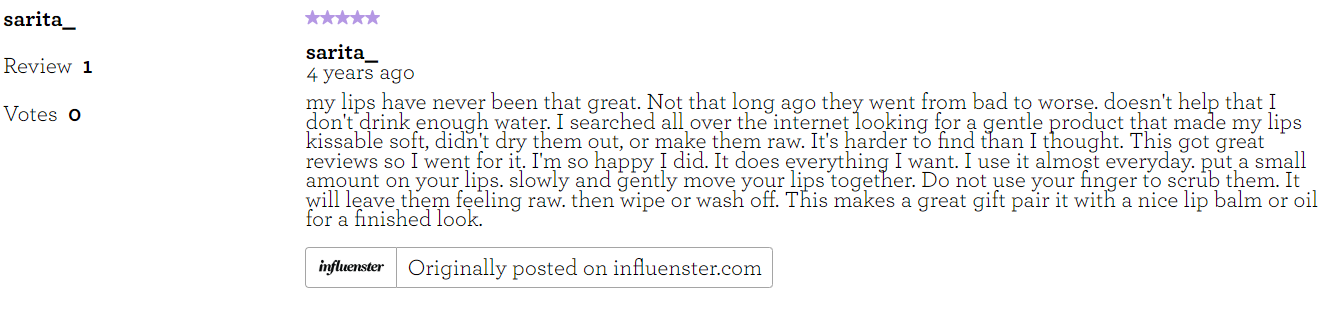 sarita_
Review 1
Votes 0
sarita_
4 years ago
my lips have never been that great. Not that long ago they went from bad to worse. doesn't help that I
don't drink enough water. I searched all over the internet looking for a gentle product that made my lips
kissable soft, didn't dry them out, or make them raw. It's harder to find than I thought. This got great
reviews so I went for it. I'm so happy I did. It does everything I want. I use it almost everyday. put a small
amount on your lips. slowly and gently move your lips together. Do not use your finger to scrub them. It
will leave them feeling raw. then wipe or wash off. This makes a great gift pair it with a nice lip balm or oil
for a finished look.
influenster Originally posted on influenster.com